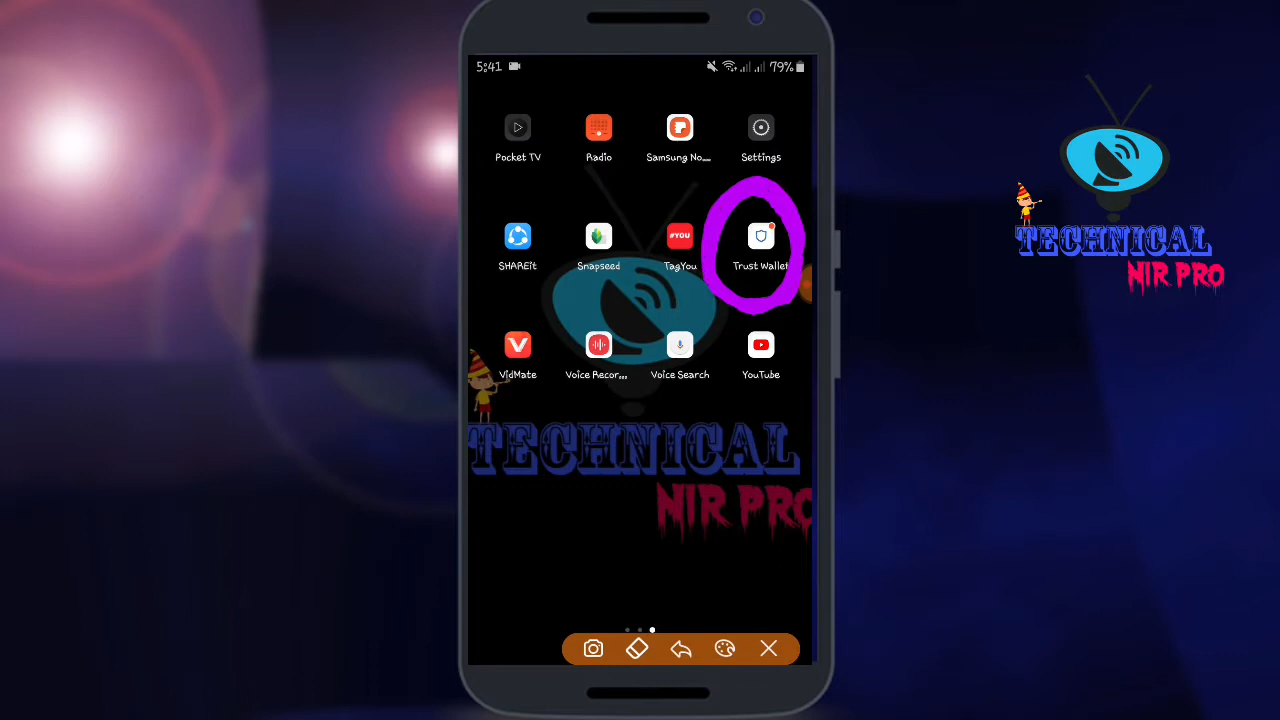 5:41
79%
Pocket TV
Radio
Samsung No...
Settings
#YOU
SHAREit
Snapseed
TagYou
Trust Wallet
VidMate
Voice Recor...
Voice Search
YouTube
TECHNICAL
NIR PRO
TECHNICAL
NIR PRO